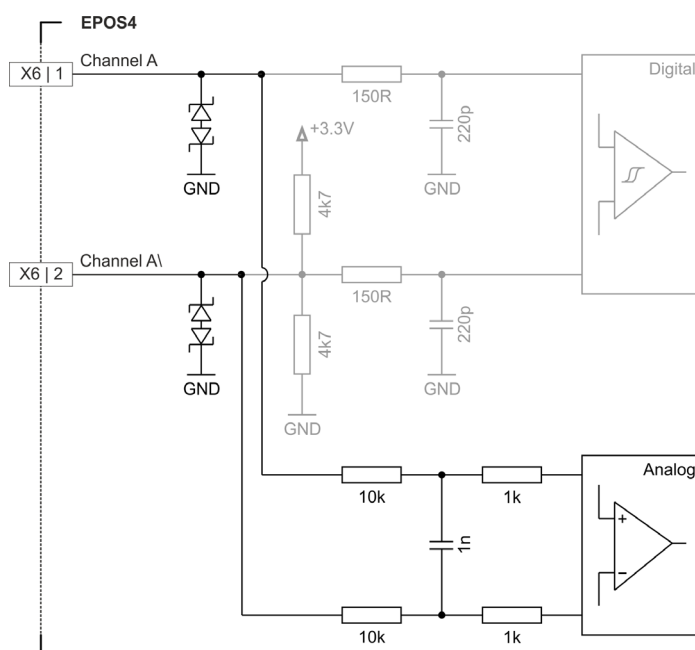 EPOS4
X6 | 1
Channel A
Digital
150R
220p
+3.3V
GND
GND
4k7
X6 | 2
Channel A\
150R
220p
4k7
GND
GND
GND
Analog
10k
1k
+
1n
−
10k
1k